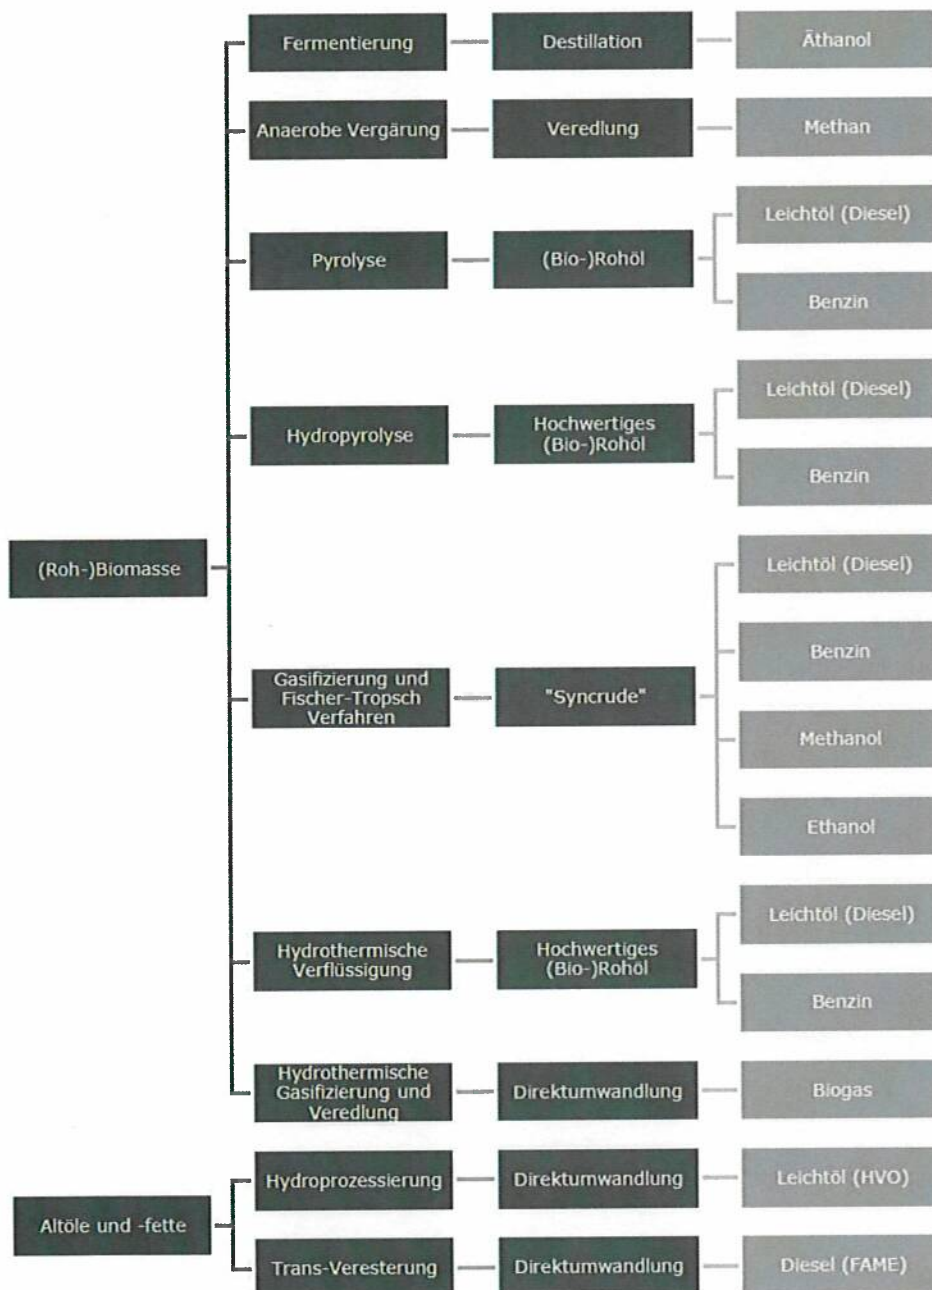 Fermentierung
Destillation
Äthanol
Anaerobe Vergärung
Veredlung
Methan
Leichtöl (Diesel)
Pyrolyse
(Bio-)Rohöl
Benzin
Leichtöl (Diesel)
Hydropyrolyse
Hochwertiges
(Bio-)Rohöl
Benzin
(Roh-)Biomasse
Leichtöl (Diesel)
Benzin
Gasifizierung und
Fischer-Tropsch
Verfahren
"Syncrude"
Methanol
Ethanol
Leichtöl (Diesel)
Hydrothermische
Verflüssigung
Hochwertiges
(Bio-)Rohöl
Benzin
Hydrothermische
Gasifizierung und
Veredlung
Direktumwandlung
Biogas
Altöle und -fette
Hydroprozessierung
Direktumwandlung
Leichtöl (HVO)
Trans-Veresterung
Direktumwandlung
Diesel (FAME)